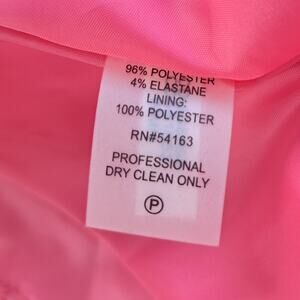 96% POLYESTER
4% ELASTANE
LINING:
100% POLYESTER
RN#54163
PROFESSIONAL
DRY CLEAN ONLY
P